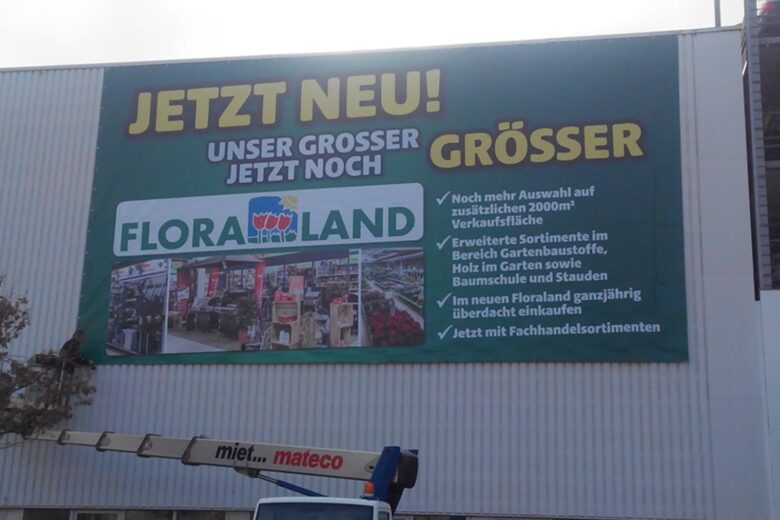 JETZT NEU!
UNSER GROSSER
JETZT NOCH
GRÖSSER
FLORALAND
✓ Noch mehr Auswahl auf
zusätzlichen 2000m²
Verkaufsfläche
✓ Erweiterte Sortimente im
Bereich Gartenbaustoffe,
Holz im Garten sowie
Baumschule und Stauden
✓ Im neuen Floraland ganzjährig
überdacht einkaufen
✓ Jetzt mit Fachhandelsortimenten
miet... mateco